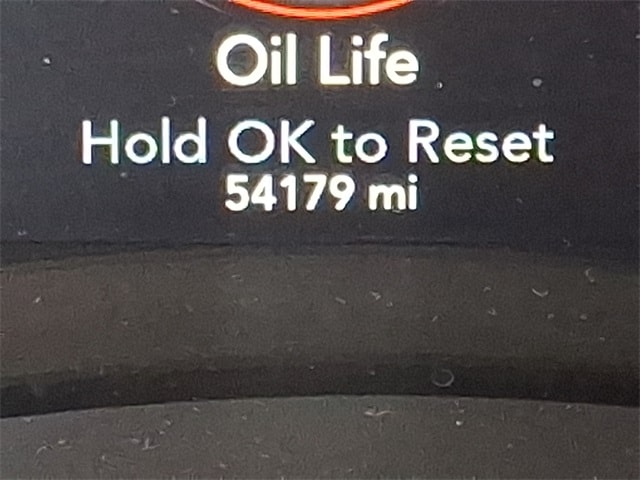 Oil Life
Hold OK to Reset
54179 mi